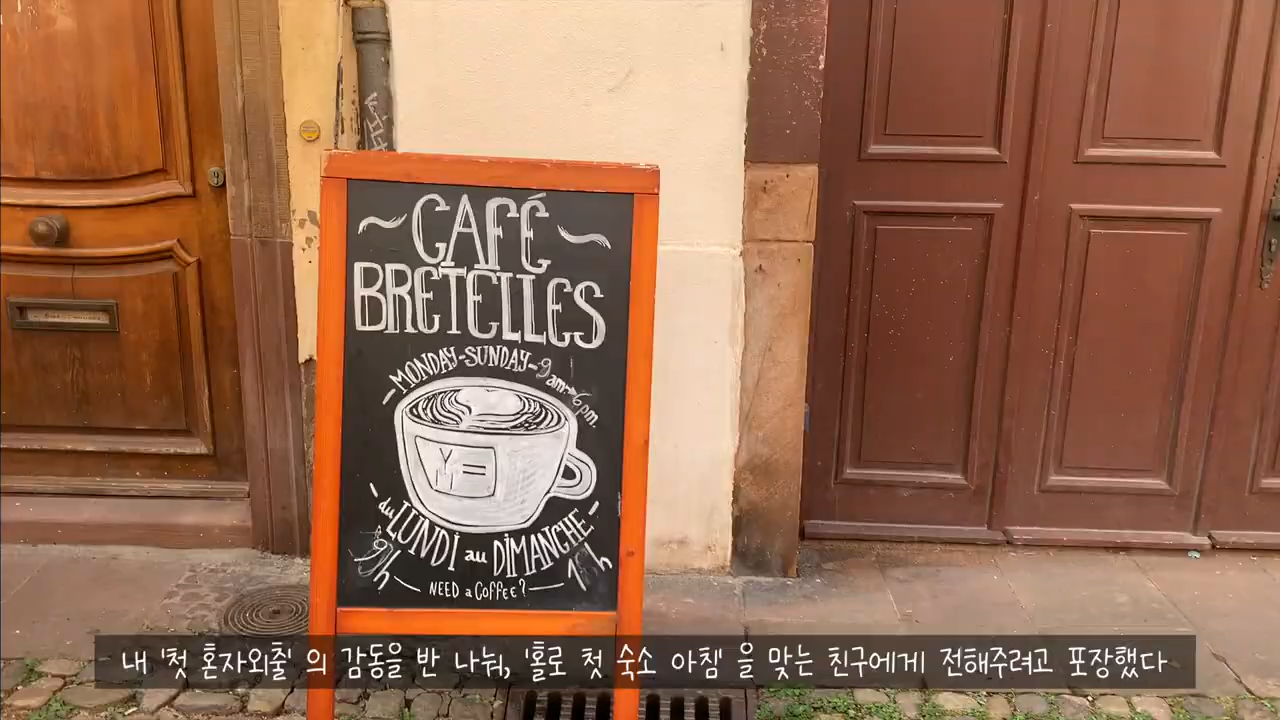 CAFÉ
BRETELLES
MONDAY-SUNDAY-9am-6pm.
Y=
du LUNDI au DIMANCHE
9h
NEED a COFFEE?
내 '첫 혼자외출' 의 감동을 반 나눠, '홀로 첫 숙소 아침' 을 맞는 친구에게 전해주려고 포장했다